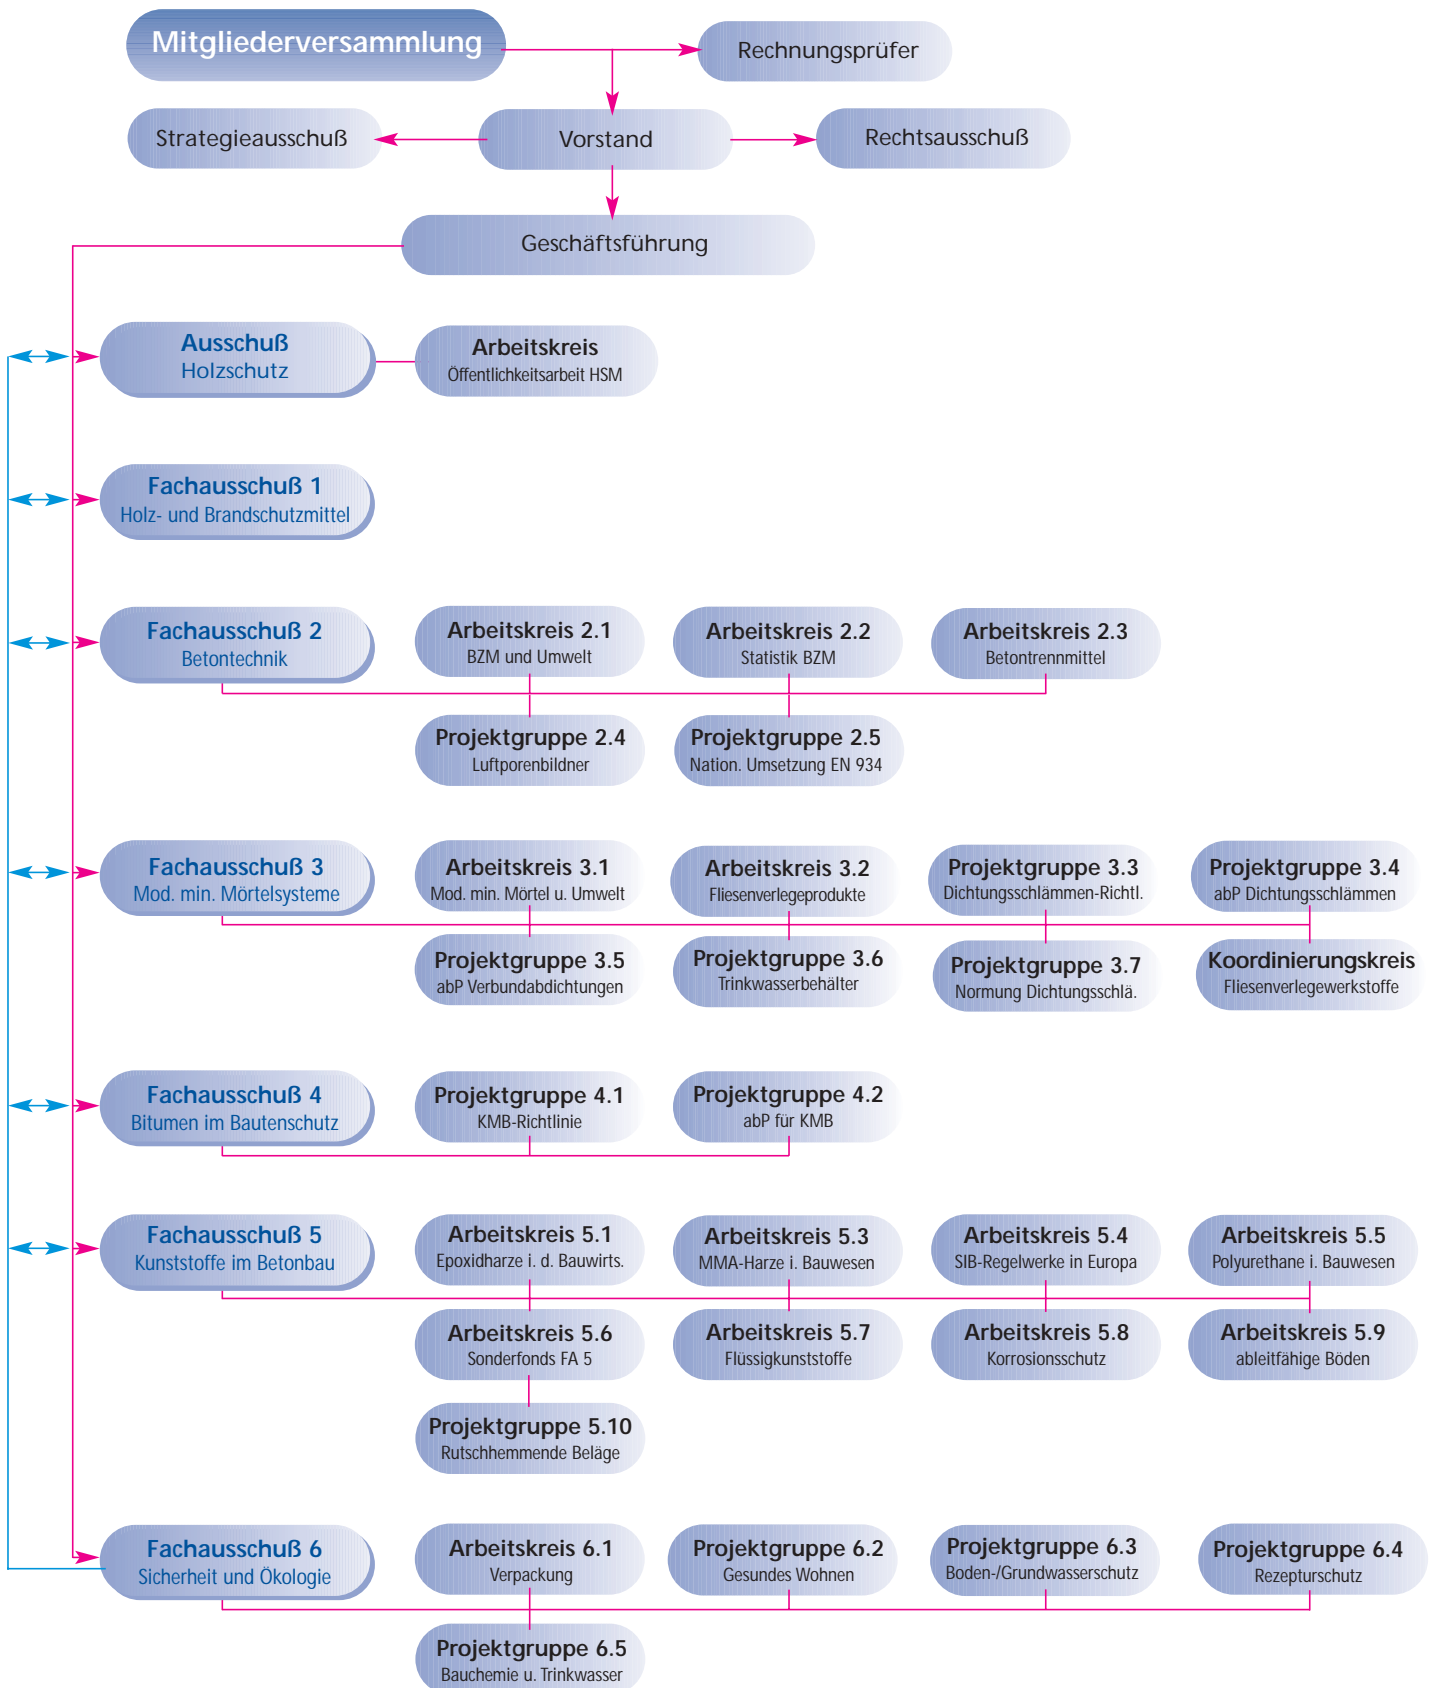 Mitgliederversammlung
Rechnungsprüfer
Strategieausschuß
Vorstand
Rechtsausschuß
Geschäftsführung
Ausschuß
Holzschutz
Arbeitskreis
Öffentlichkeitsarbeit HSM
Fachausschuß 1
Holz- und Brandschutzmittel
Fachausschuß 2
Betontechnik
Arbeitskreis 2.1
BZM und Umwelt
Arbeitskreis 2.2
Statistik BZM
Arbeitskreis 2.3
Betontrennmittel
Projektgruppe 2.4
Luftporenbildner
Projektgruppe 2.5
Nation. Umsetzung EN 934
Fachausschuß 3
Mod. min. Mörtelsysteme
Arbeitskreis 3.1
Mod. min. Mörtel u. Umwelt
Arbeitskreis 3.2
Fliesenverlegeprodukte
Projektgruppe 3.3
Dichtungsschlämmen-Richtl.
Projektgruppe 3.4
abP Dichtungsschlämmen
Projektgruppe 3.5
abP Verbundabdichtungen
Projektgruppe 3.6
Trinkwasserbehälter
Projektgruppe 3.7
Normung Dichtungsschlä.
Koordinierungskreis
Fliesenverlegewerkstoffe
Fachausschuß 4
Bitumen im Bautenschutz
Projektgruppe 4.1
KMB-Richtlinie
Projektgruppe 4.2
abP für KMB
Fachausschuß 5
Kunststoffe im Betonbau
Arbeitskreis 5.1
Epoxidharze i. d. Bauwirts.
Arbeitskreis 5.3
MMA-Harze i. Bauwesen
Arbeitskreis 5.4
SIB-Regelwerke in Europa
Arbeitskreis 5.5
Polyurethane i. Bauwesen
Arbeitskreis 5.6
Sonderfonds FA 5
Arbeitskreis 5.7
Flüssigkunststoffe
Arbeitskreis 5.8
Korrosionsschutz
Arbeitskreis 5.9
ableitfähige Böden
Projektgruppe 5.10
Rutschhemmende Beläge
Fachausschuß 6
Sicherheit und Ökologie
Arbeitskreis 6.1
Verpackung
Projektgruppe 6.2
Gesundes Wohnen
Projektgruppe 6.3
Boden-/Grundwasserschutz
Projektgruppe 6.4
Rezepturschutz
Projektgruppe 6.5
Bauchemie u. Trinkwasser